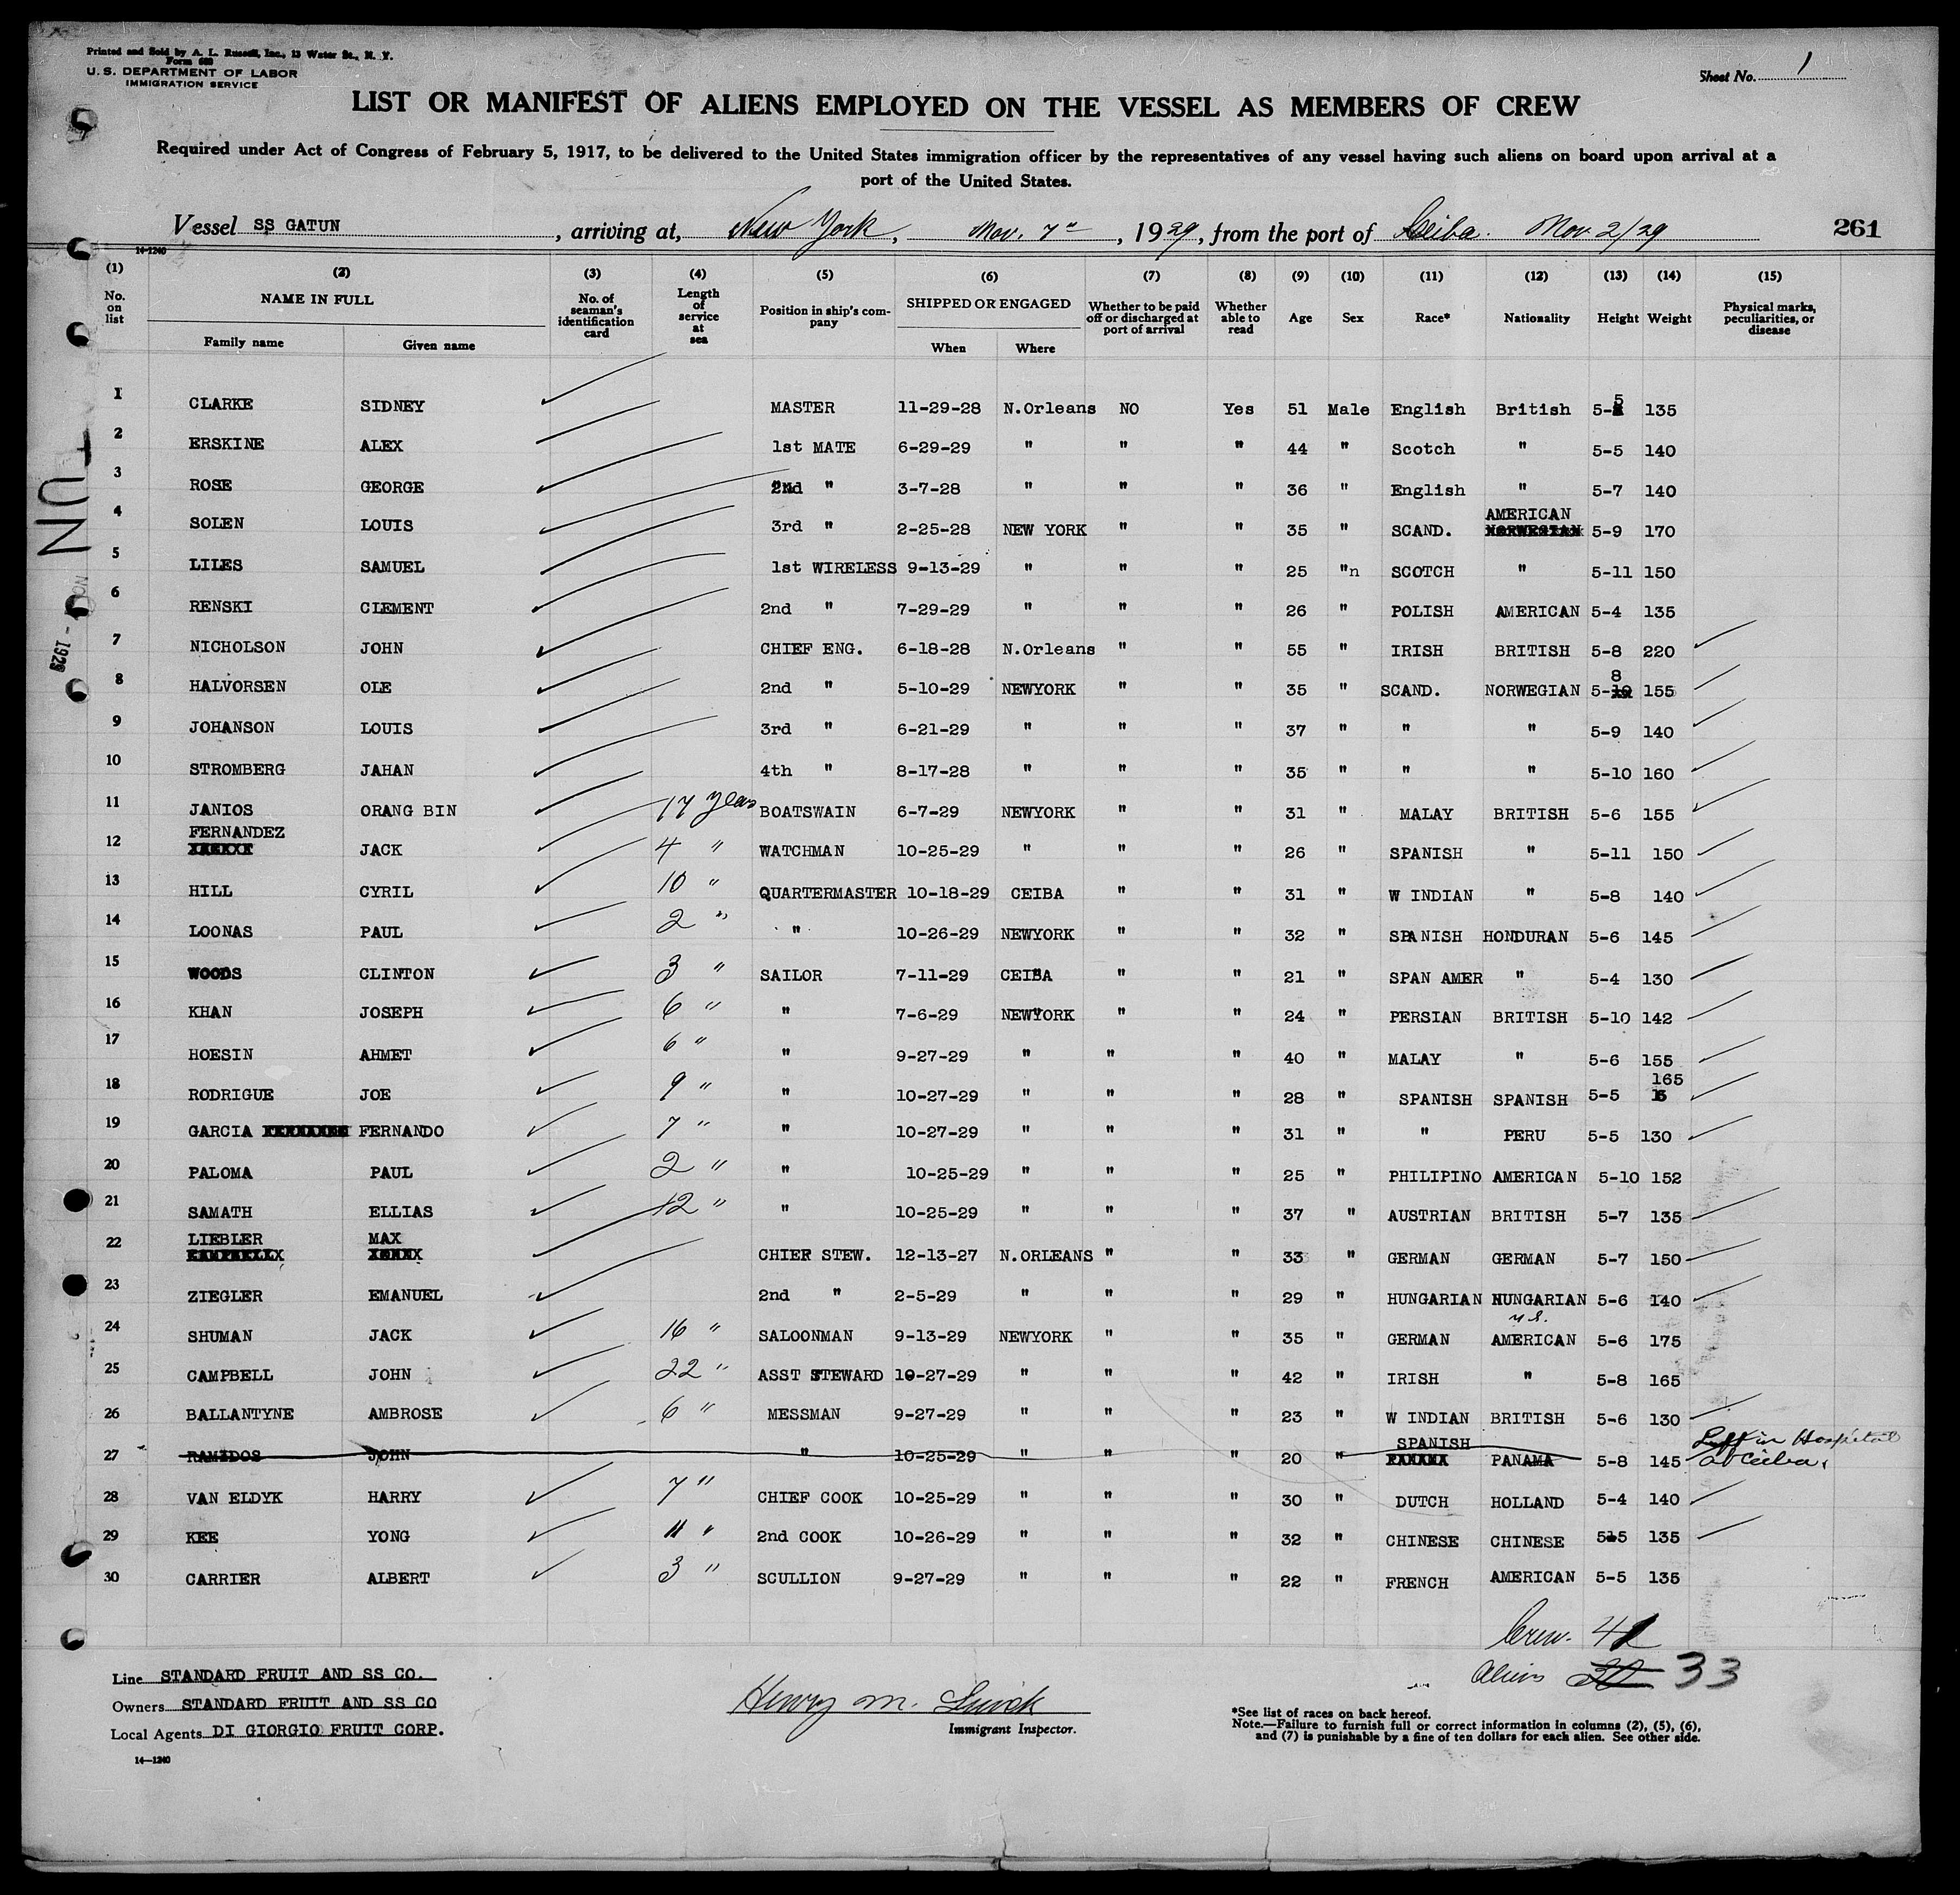 Printed and Sold by A. L. Russell, Inc., 13 Water St., N. Y.
Form 689
U. S. DEPARTMENT OF LABOR
IMMIGRATION SERVICE
Sheet No. 1
LIST OR MANIFEST OF ALIENS EMPLOYED ON THE VESSEL AS MEMBERS OF CREW
Required under Act of Congress of February 5, 1917, to be delivered to the United States immigration officer by the representatives of any vessel having such aliens on board upon arrival at a
port of the United States.
Vessel SS GATUN, arriving at, New York, Nov. 7th, 1929, from the port of Ceiba. Nov 2/29 261
14-1240
(1) (2) (3) (4) (5) (6) (7) (8) (9) (10) (11) (12) (13) (14) (15)
No. on list NAME IN FULL Family name Given name No. of seaman's identification card Length of service at sea Position in ship's company SHIPPED OR ENGAGED When Where Whether to be paid off or discharged at port of arrival Whether able to read Age Sex Race* Nationality Height Weight Physical marks, peculiarities, or disease
1 CLARKE SIDNEY MASTER 11-29-28 N.Orleans NO Yes 51 Male English British 5-5 135
2 ERSKINE ALEX 1st MATE 6-29-29 " " " 44 " Scotch " 5-5 140
3 ROSE GEORGE 2nd " 3-7-28 " " " 36 " English " 5-7 140
4 SOLEN LOUIS 3rd " 2-25-28 NEW YORK " " 35 " SCAND. AMERICAN NORWEGIAN 5-9 170
5 LILES SAMUEL 1st WIRELESS 9-13-29 " " " 25 "n SCOTCH " 5-11 150
6 RENSKI CLEMENT 2nd " 7-29-29 " " " 26 " POLISH AMERICAN 5-4 135
7 NICHOLSON JOHN CHIEF ENG. 6-18-28 N.Orleans " " 55 " IRISH BRITISH 5-8 220
8 HALVORSEN OLE 2nd " 5-10-29 NEWYORK " " 35 " SCAND. NORWEGIAN 5-10 8 155
9 JOHANSON LOUIS 3rd " 6-21-29 " " " 37 " " " 5-9 140
10 STROMBERG JAHAN 4th " 8-17-28 " " " 35 " " " 5-10 160
11 JANIOS ORANG BIN 17 years BOATSWAIN 6-7-29 NEWYORK " " 31 " MALAY BRITISH 5-6 155
12 FERNANDEZ JACK 4 " WATCHMAN 10-25-29 " " " 26 " SPANISH " 5-11 150
13 HILL CYRIL 10 " QUARTERMASTER 10-18-29 CEIBA " " 31 " W INDIAN " 5-8 140
14 LOONAS PAUL 2 " " 10-26-29 NEWYORK " " 32 " SPANISH HONDURAN 5-6 145
15 WOODS CLINTON 3 " SAILOR 7-11-29 CEIBA " " 21 " SPAN AMER " 5-4 130
16 KHAN JOSEPH 6 " " 7-6-29 NEWYORK " " 24 " PERSIAN BRITISH 5-10 142
17 HOESIN AHMET 6 " " 9-27-29 " " " 40 " MALAY " 5-6 155
18 RODRIGUE JOE 9 " " 10-27-29 " " " 28 " SPANISH SPANISH 5-5 165
19 GARCIA FERNANDO 7 " " 10-27-29 " " " 31 " " PERU 5-5 130
20 PALOMA PAUL 2 " " 10-25-29 " " " 25 " PHILIPINO AMERICAN 5-10 152
21 SAMATH ELLIAS 12 " " 10-25-29 " " " 37 " AUSTRIAN BRITISH 5-7 135
22 LIEBLER MAX CHIEF STEW. 12-13-27 N.ORLEANS " " 33 " GERMAN GERMAN 5-7 150
23 ZIEGLER EMANUEL 2nd " 2-5-29 " " " 29 " HUNGARIAN HUNGARIAN 5-6 140
24 SHUMAN JACK 16 " SALOONMAN 9-13-29 NEWYORK " " 35 " GERMAN U.S. AMERICAN 5-6 175
25 CAMPBELL JOHN 22 " ASST STEWARD 10-27-29 " " " 42 " IRISH " 5-8 165
26 BALLANTYNE AMBROSE 6 " MESSMAN 9-27-29 " " " 23 " W INDIAN BRITISH 5-6 130
27 RAMIDOS JOHN " 10-25-29 " " " 20 " SPANISH PANAMA 5-8 145 Left in Hospital at Ceiba.
28 VAN ELDYK HARRY 7 " CHIEF COOK 10-25-29 " " " 30 " DUTCH HOLLAND 5-4 140
29 KEE YONG 11 " 2nd COOK 10-26-29 " " " 32 " CHINESE CHINESE 5-5 135
30 CARRIER ALBERT 3 " SCULLION 9-27-29 " " " 22 " FRENCH AMERICAN 5-5 135
Crew. 41
Aliens 33
Line STANDARD FRUIT AND SS CO.
Owners STANDARD FRUIT AND SS CO
Local Agents DI GIORGIO FRUIT CORP.
14-1240
Henry M.
Immigrant Inspector.
*See list of races on back hereof.
Note.—Failure to furnish full or correct information in columns (2), (5), (6),
and (7) is punishable by a fine of ten dollars for each alien. See other side.